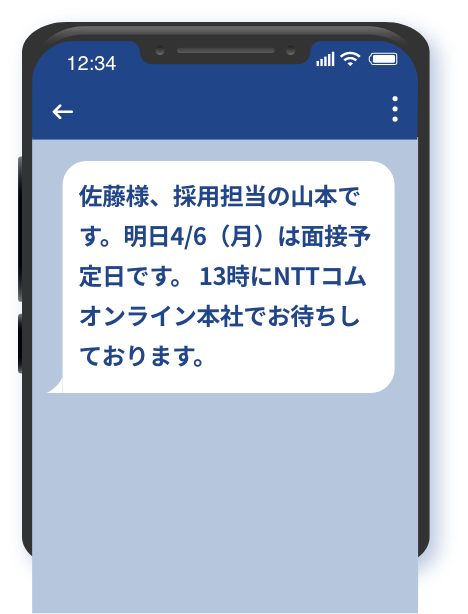 12:34
佐藤様、採用担当の山本で
す。明日4/6（月）は面接予
定日です。 13時にNTTコム
オンライン本社でお待ちし
ております。